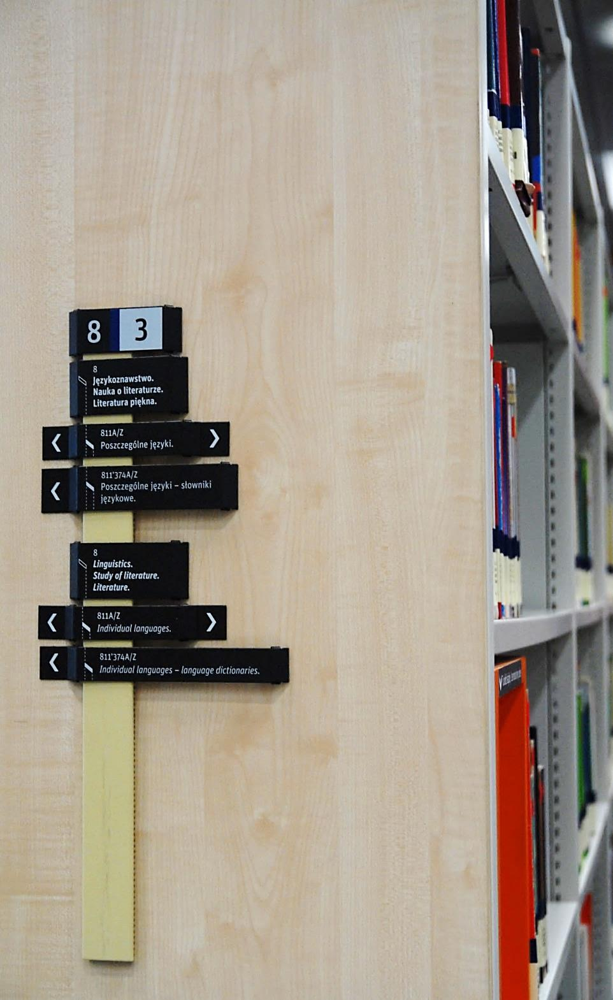 8 3
8
Językoznawstwo.
Nauka o literaturze.
Literatura piękna.
811A/Z
Poszczególne języki.
811'374A/Z
Poszczególne języki – słowniki
językowe.
8
Linguistics.
Study of literature.
Literature.
811A/Z
Individual languages.
811'374A/Z
Individual languages – language dictionaries.